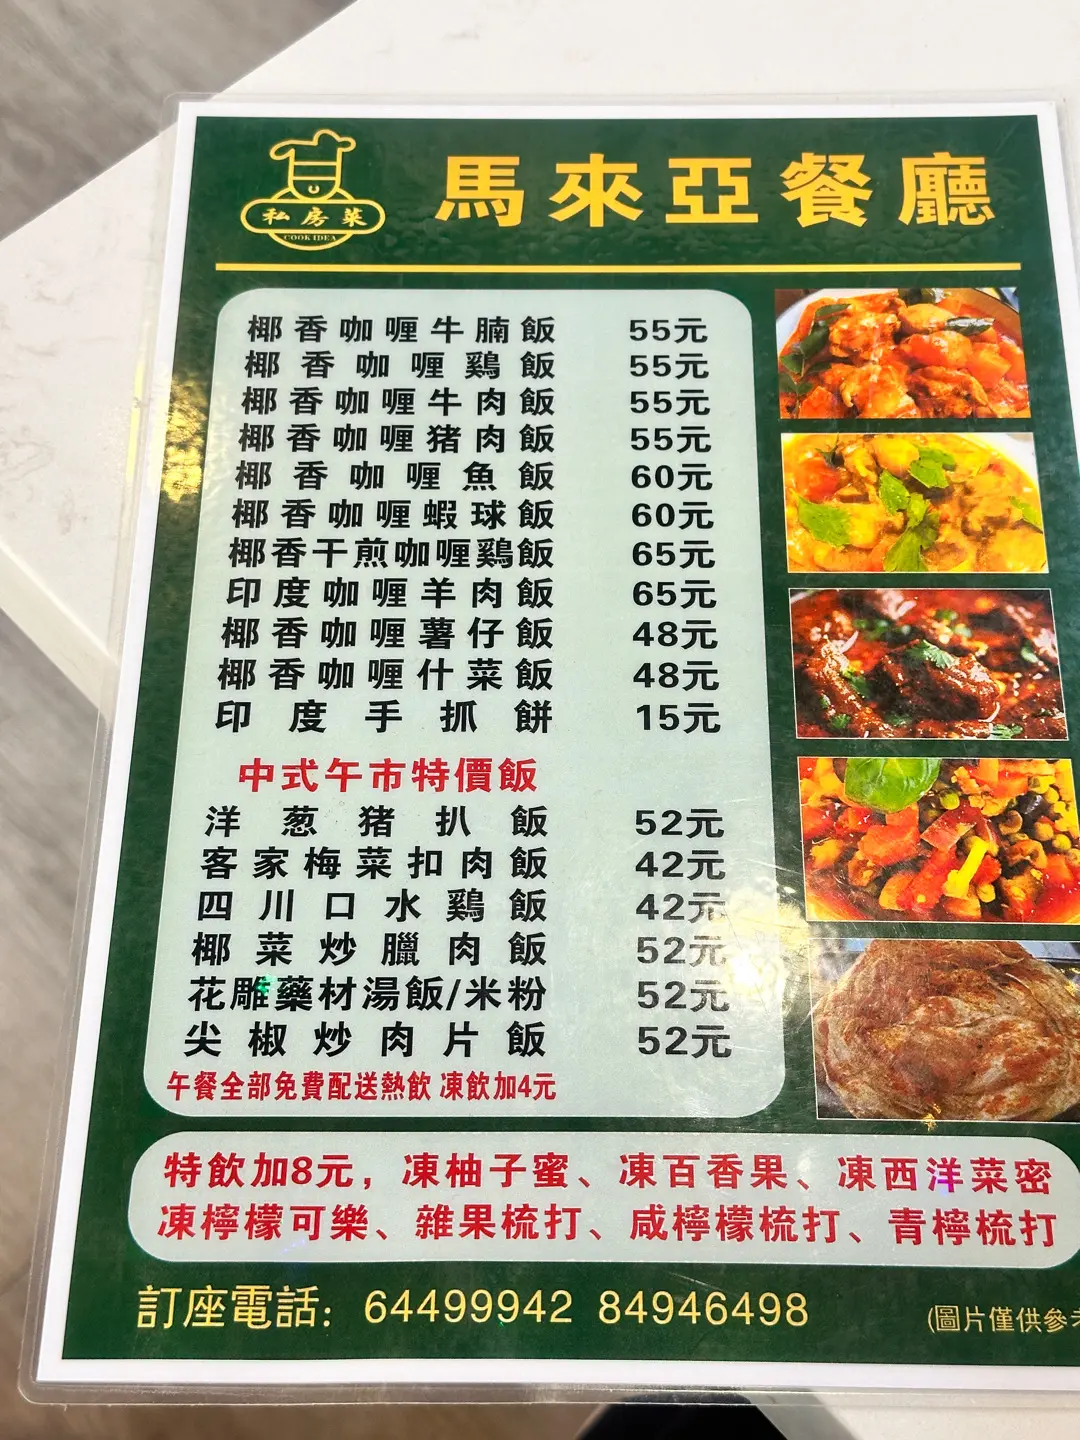 私房菜
COOK IDEA
馬來亞餐廳
椰香咖喱牛腩飯 55元
椰香咖喱鷄飯 55元
椰香咖喱牛肉飯 55元
椰香咖喱猪肉飯 55元
椰香咖喱魚飯 60元
椰香咖喱蝦球飯 60元
椰香干煎咖喱鷄飯 65元
印度咖喱羊肉飯 65元
椰香咖喱薯仔飯 48元
椰香咖喱什菜飯 48元
印度手抓餅 15元
中式午市特價飯
洋葱猪扒飯 52元
客家梅菜扣肉飯 42元
四川口水鷄飯 42元
椰菜炒臘肉飯 52元
花雕藥材湯飯/米粉 52元
尖椒炒肉片飯 52元
午餐全部免費配送熱飲 凍飲加4元
特飲加8元，凍柚子蜜、凍百香果、凍西洋菜密
凍檸檬可樂、雜果梳打、咸檸檬梳打、青檸梳打
訂座電話：64499942 84946498
(圖片僅供參